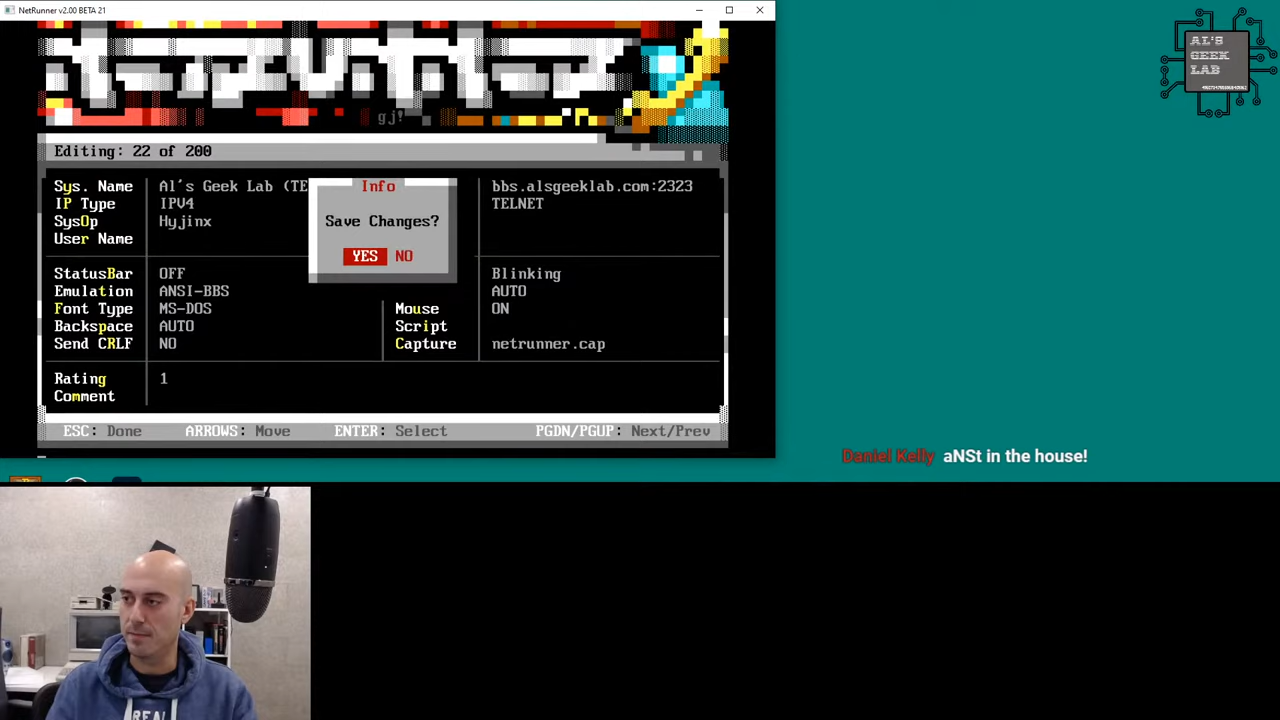 NetRunner v2.00 BETA 21
AL'S
GEEK
LAB
gj!
Editing: 22 of 200
Sys. Name Al's Geek Lab (TE bbs.alsgeeklab.com:2323
IP Type IPV4 TELNET
SysOp Hyjinx
User Name
Info
Save Changes?
YES NO
StatusBar OFF Blinking
Emulation ANSI-BBS AUTO
Font Type MS-DOS Mouse ON
Backspace AUTO Script
Send CRLF NO Capture netrunner.cap
Rating 1
Comment
ESC: Done ARROWS: Move ENTER: Select PGDN/PGUP: Next/Prev
Daniel Kelly aNSt in the house!
REAL